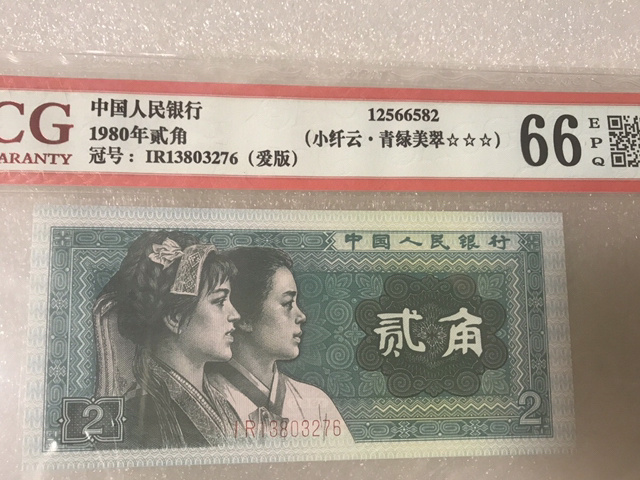 CG
ARANTY
中国人民银行
1980年贰角
冠号：IR13803276（爱版）
12566582
（小纤云·青绿美翠☆☆☆）
66
E
P
Q
中国人民银行
贰角
2
IR13803276
2